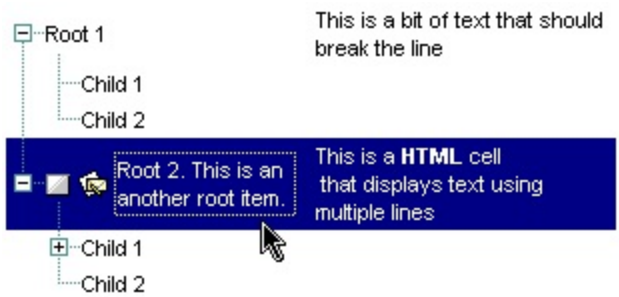 Root 1
This is a bit of text that should
break the line
Child 1
Child 2
Root 2. This is an
another root item.
This is a HTML cell
that displays text using
multiple lines
Child 1
Child 2